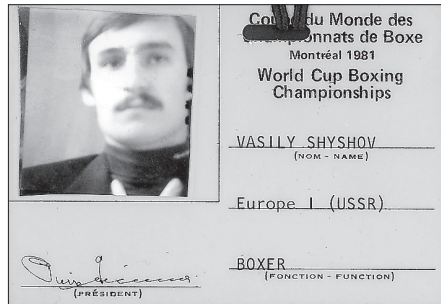 du Monde des
de Boxe
Montréal 1981
World Cup Boxing
Championships
VASILY SHYSHOV
(NOM - NAME)
Europe I (USSR)
BOXER
(FONCTION - FUNCTION)
(PRÉSIDENT)